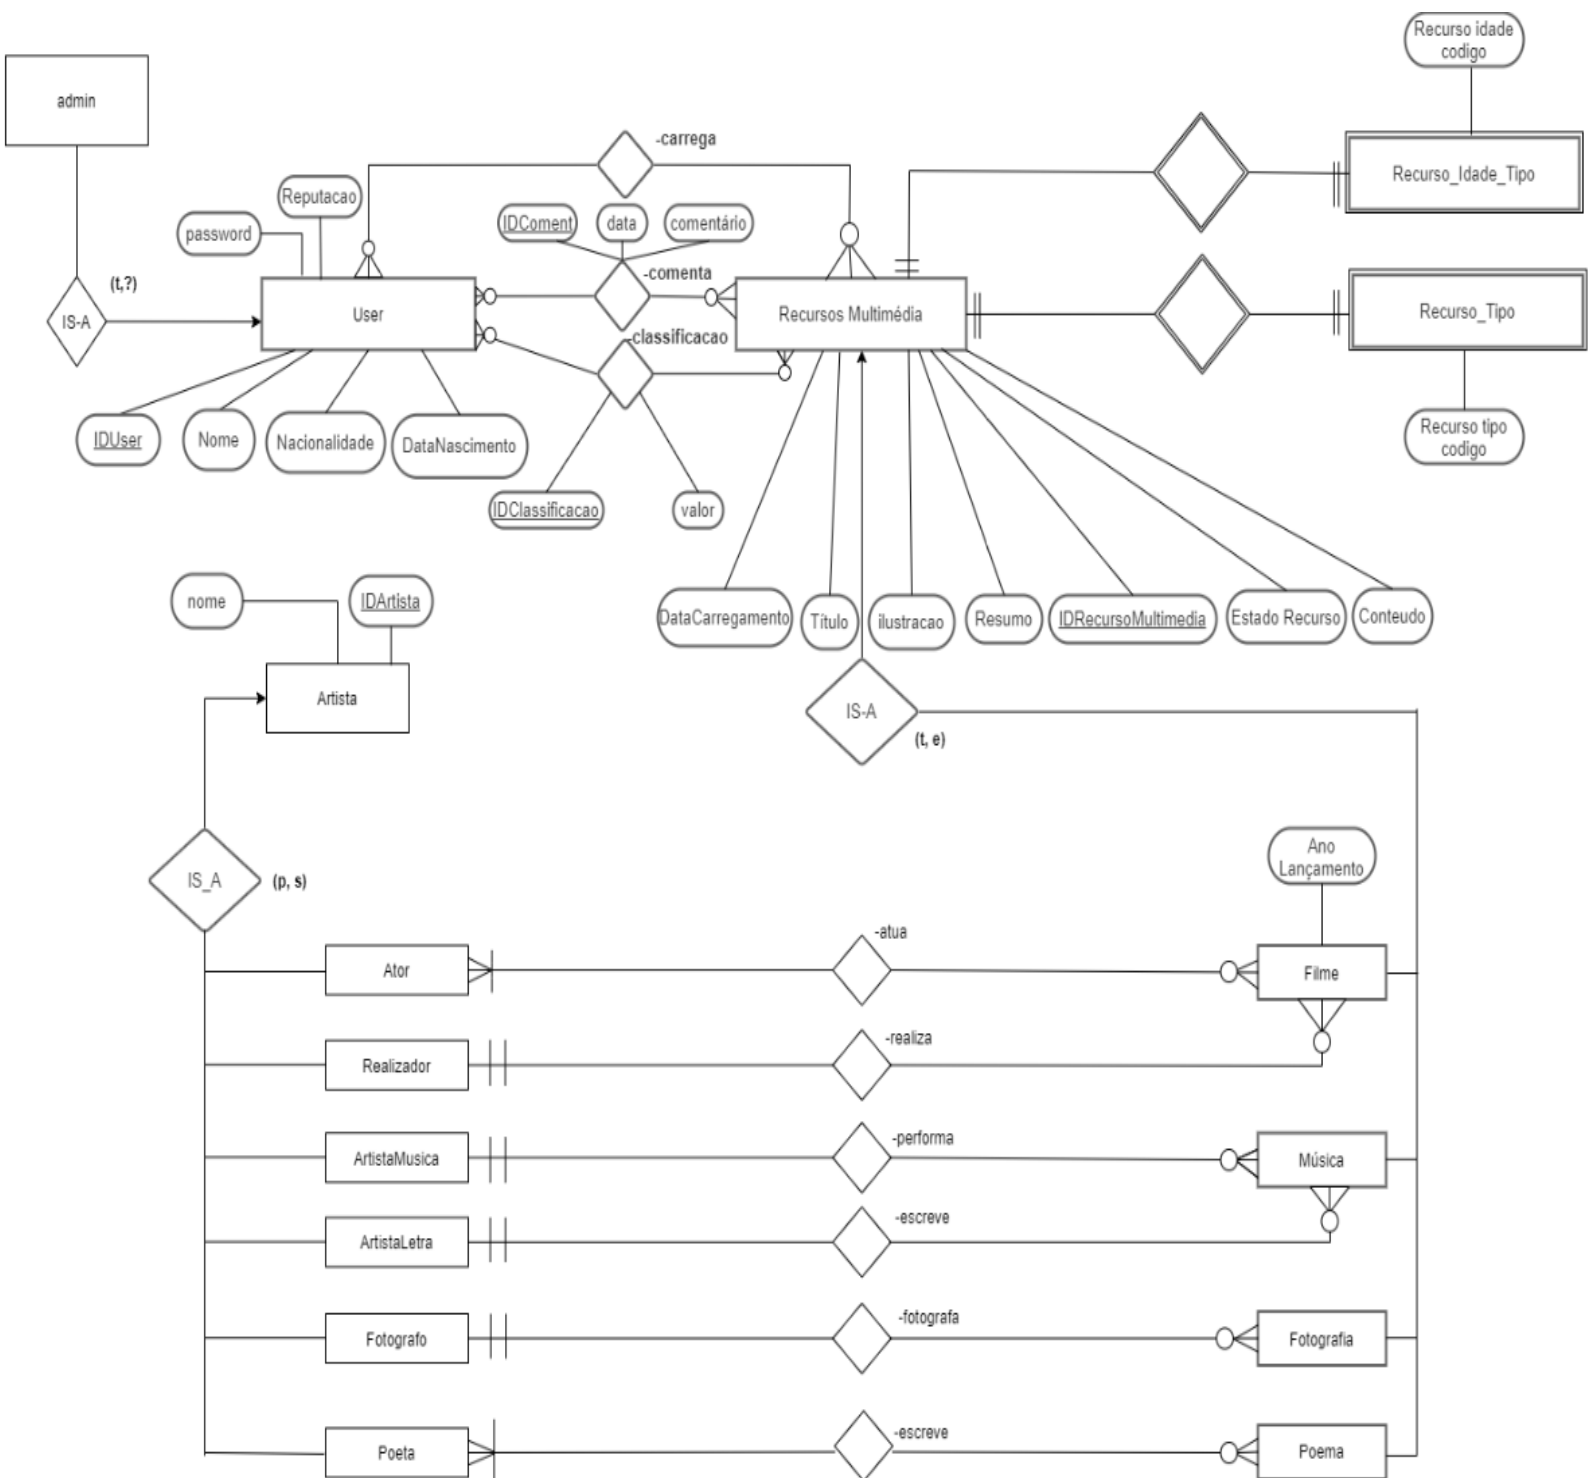 Recurso idade
codigo
admin
-carrega
Recurso_Idade_Tipo
Reputacao
password
IDComent
data
comentário
(t,?)
-comenta
IS-A
User
Recursos Multimédia
Recurso_Tipo
-classificacao
IDUser
Nome
Nacionalidade
DataNascimento
Recurso tipo
codigo
IDClassificacao
valor
nome
IDArtista
DataCarregamento
Título
ilustracao
Resumo
IDRecursoMultimedia
Estado Recurso
Conteudo
Artista
IS-A
(t, e)
IS_A
(p, s)
Ano
Lançamento
-atua
Ator
Filme
-realiza
Realizador
-performa
ArtistaMusica
Música
-escreve
ArtistaLetra
-fotografa
Fotografo
Fotografia
-escreve
Poeta
Poema